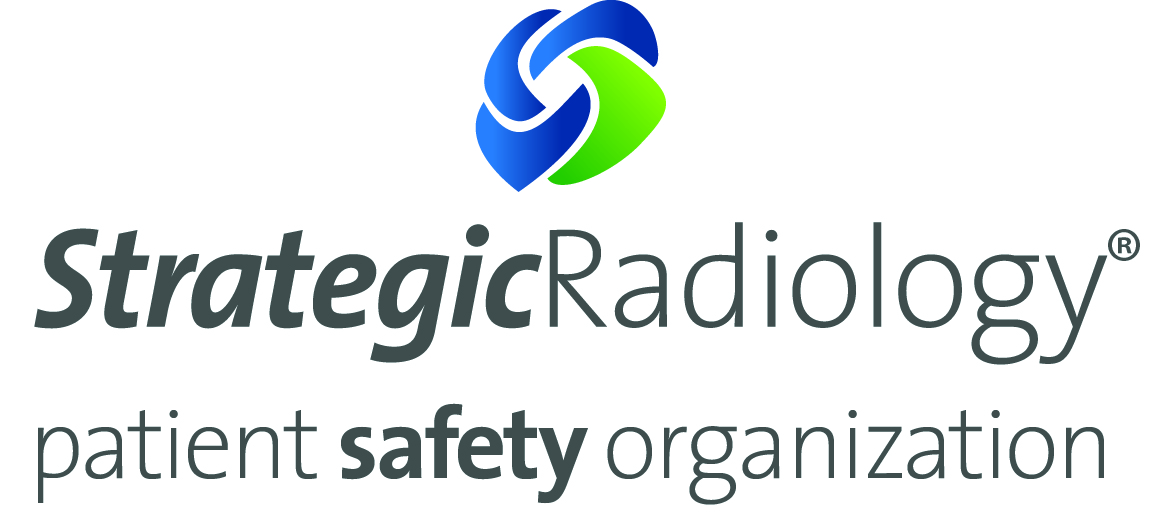 StrategicRadiology®
patient safety organization